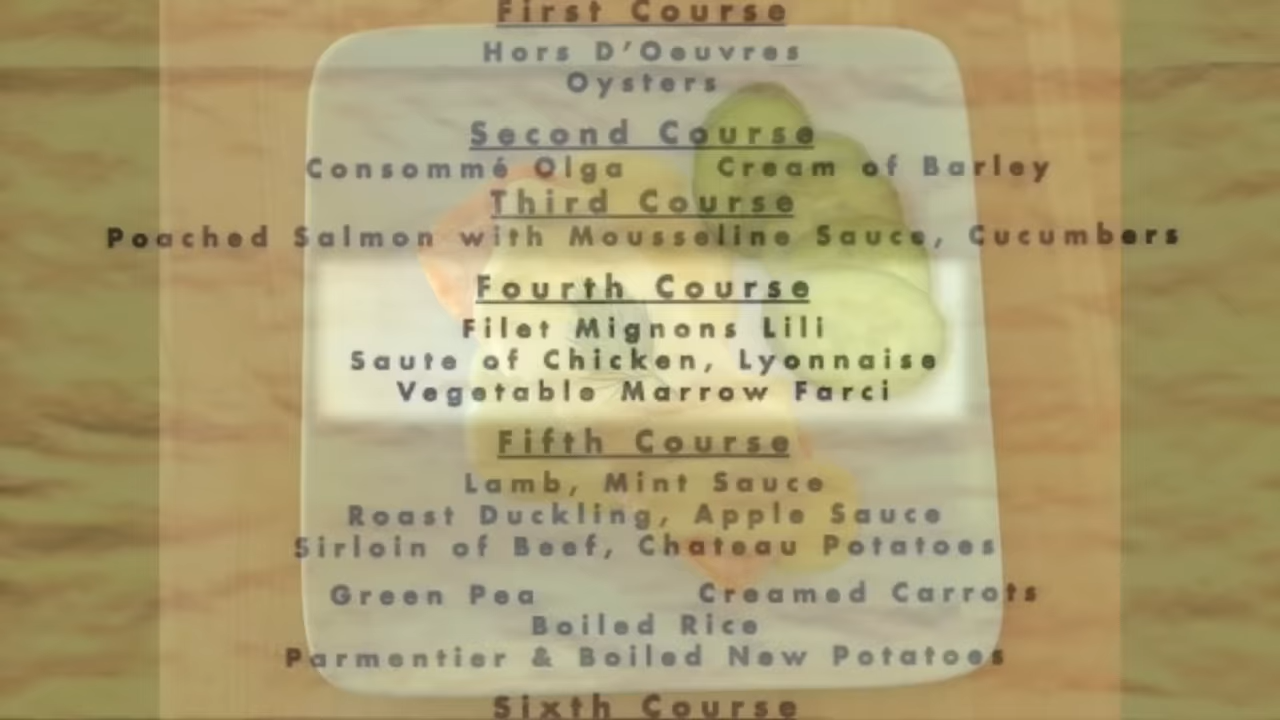 First Course
Hors D'Oeuvres
Oysters
Second Course
Consommé Olga Cream of Barley
Third Course
Poached Salmon with Mousseline Sauce, Cucumbers
Fourth Course
Filet Mignons Lili
Saute of Chicken, Lyonnaise
Vegetable Marrow Farci
Fifth Course
Lamb, Mint Sauce
Roast Duckling, Apple Sauce
Sirloin of Beef, Chateau Potatoes
Green Pea Creamed Carrots
Boiled Rice
Parmentier & Boiled New Potatoes
Sixth Course